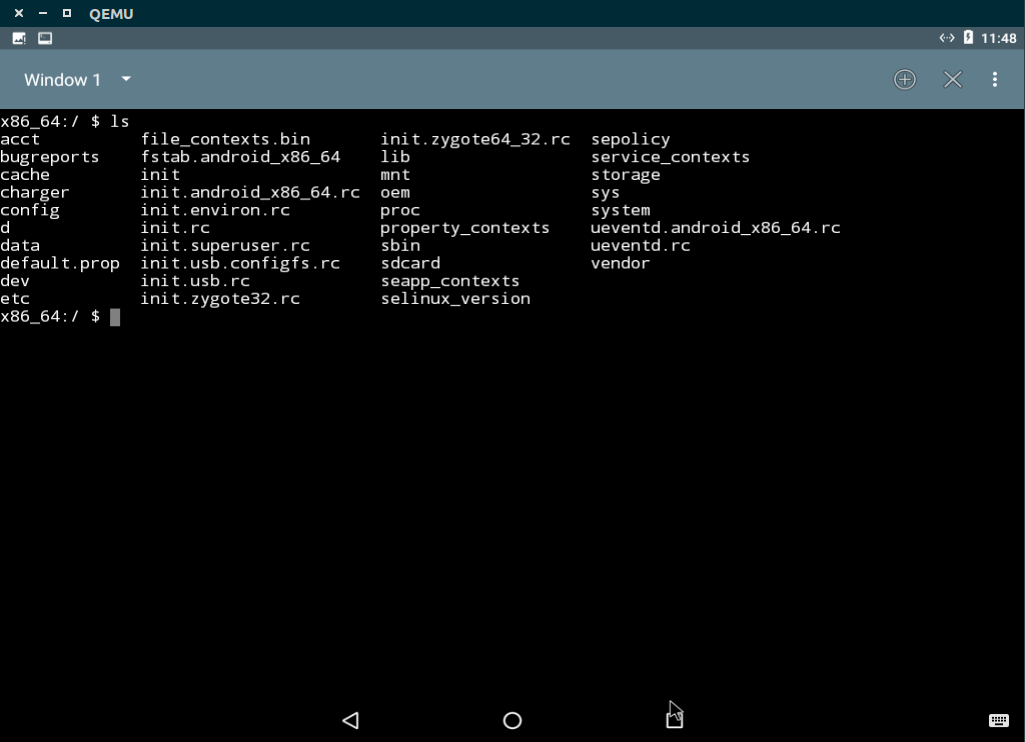 QEMU
11:48
Window 1
x86_64:/ $ ls
acct       file_contexts.bin      init.zygote64_32.rc  sepolicy
bugreports fstab.android_x86_64   lib                  service_contexts
cache      init                   mnt                  storage
charger    init.android_x86_64.rc oem                  sys
config     init.environ.rc        proc                 system
d          init.rc                property_contexts    ueventd.android_x86_64.rc
data       init.superuser.rc      sbin                 ueventd.rc
default.prop init.usb.configfs.rc sdcard               vendor
dev        init.usb.rc            seapp_contexts
etc        init.zygote32.rc       selinux_version
x86_64:/ $